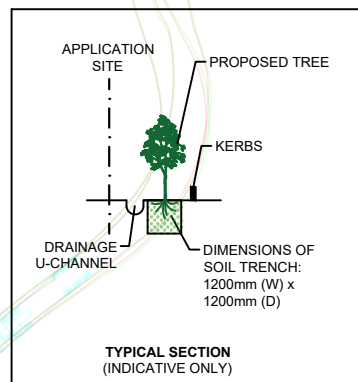 APPLICATION
SITE
PROPOSED TREE
KERBS
DRAINAGE
U-CHANNEL
DIMENSIONS OF
SOIL TRENCH:
1200mm (W) x
1200mm (D)
TYPICAL SECTION
(INDICATIVE ONLY)